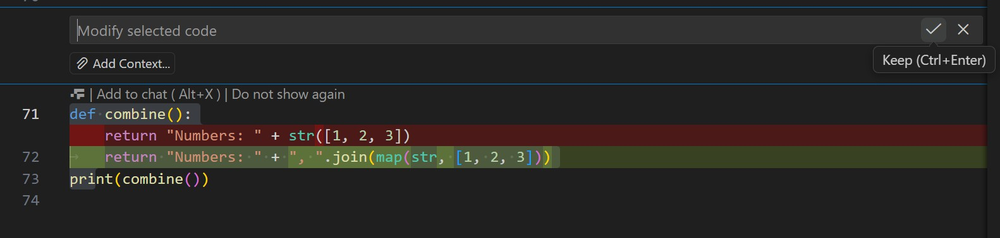 Modify selected code
Keep (Ctrl+Enter)
Add Context...
| Add to chat ( Alt+X ) | Do not show again
71 def combine():
return "Numbers: " + str([1, 2, 3])
72 return "Numbers: " + ", ".join(map(str, [1, 2, 3]))
73 print(combine())
74